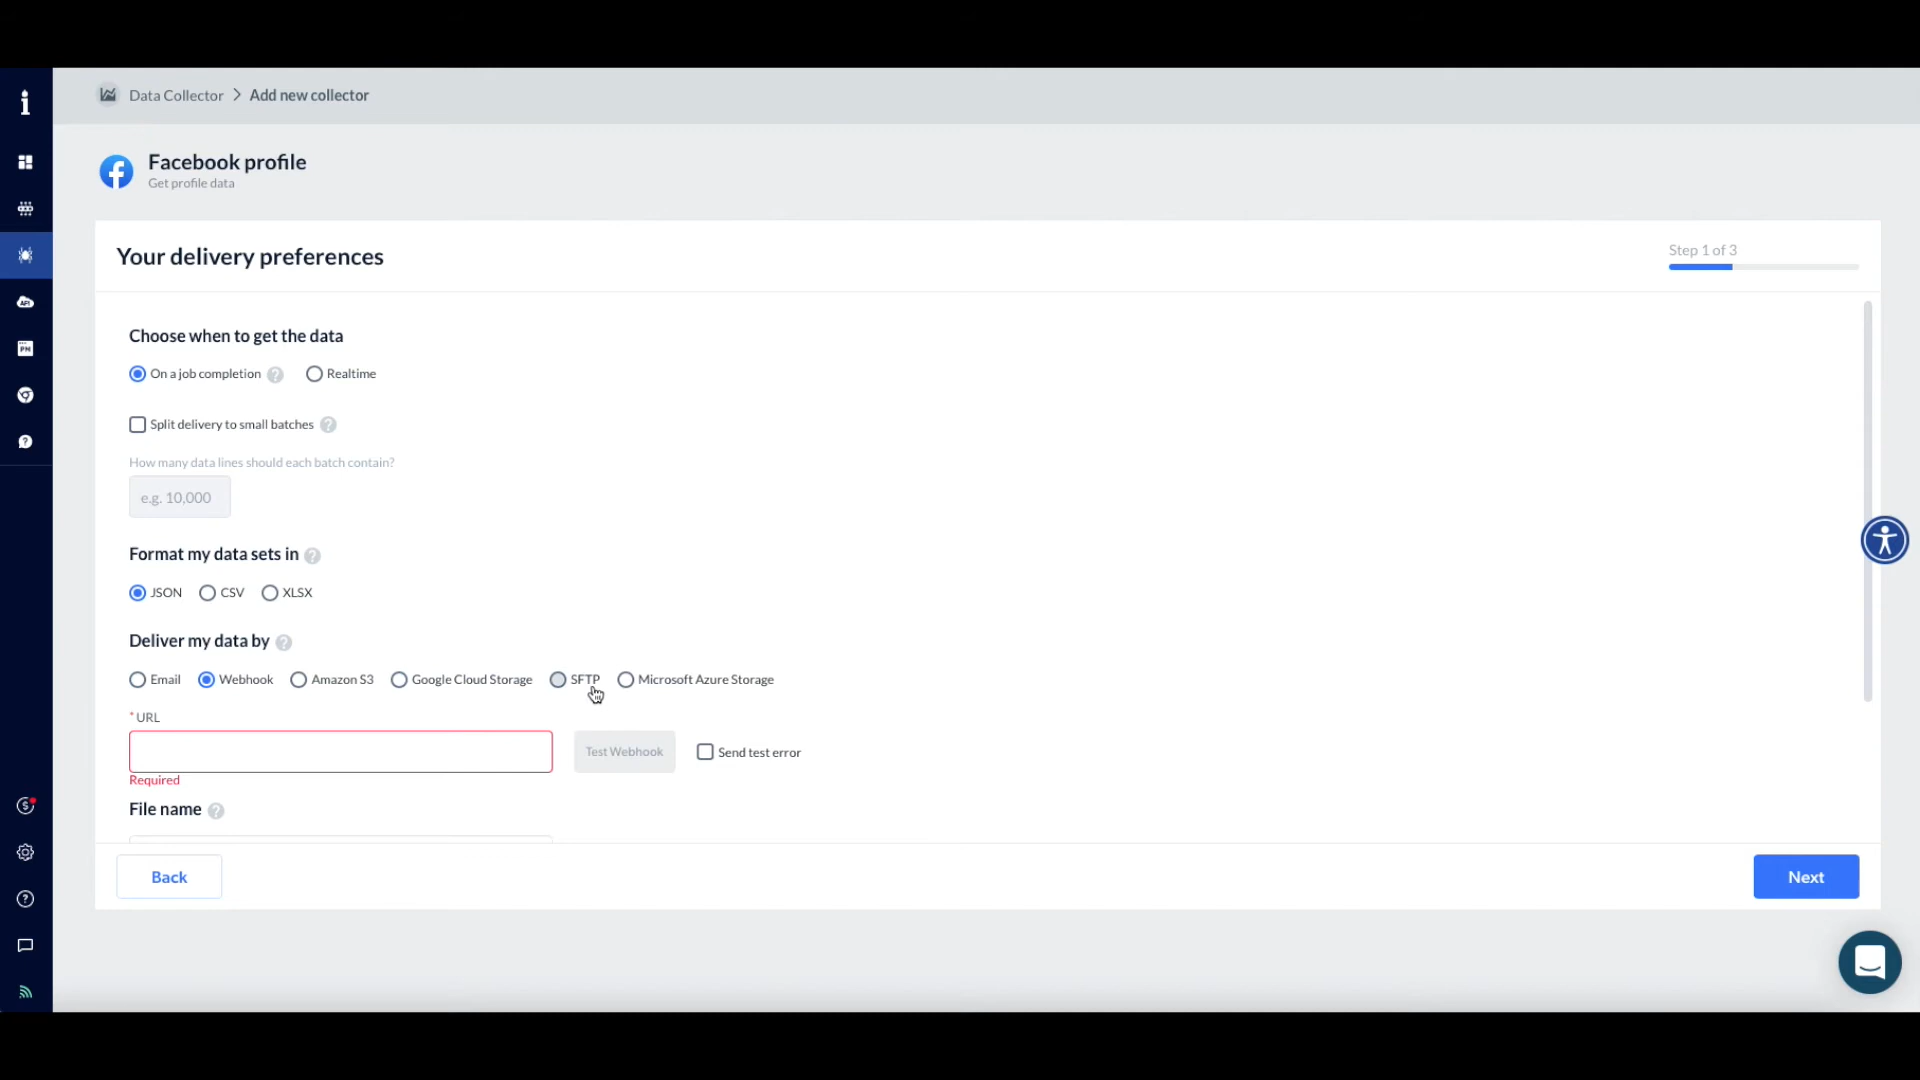 Data Collector > Add new collector
Facebook profile
Get profile data
Your delivery preferences
Step 1 of 3
Choose when to get the data
On a job completion ? Realtime
Split delivery to small batches ?
How many data lines should each batch contain?
e.g. 10,000
Format my data sets in ?
JSON CSV XLSX
Deliver my data by ?
Email Webhook Amazon S3 Google Cloud Storage SFTP Microsoft Azure Storage
* URL
Test Webhook Send test error
Required
File name ?
Back Next
API
PM